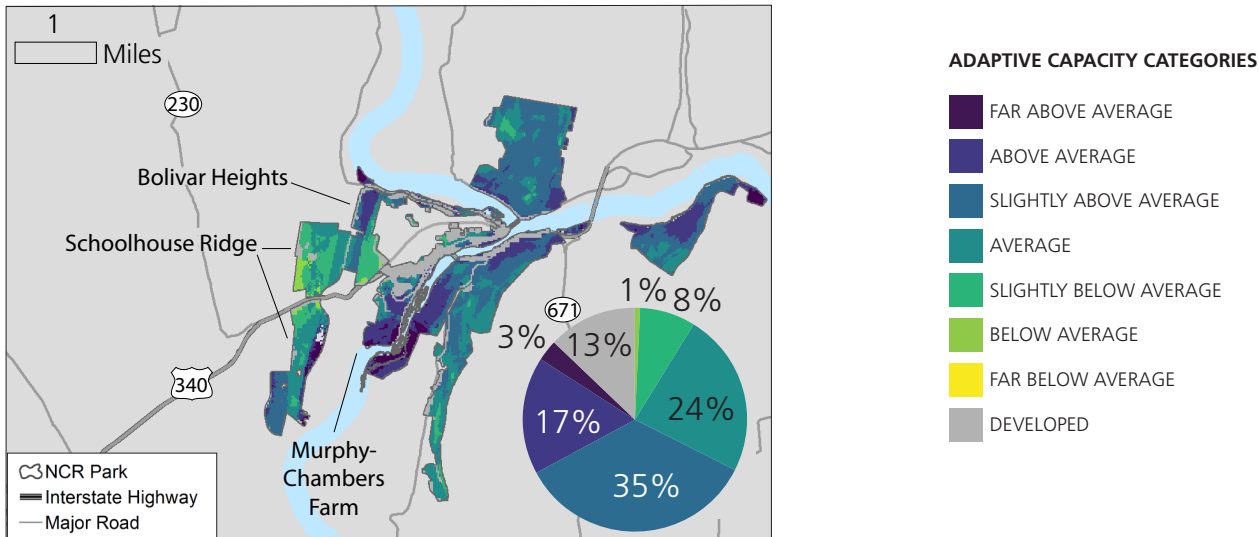 1
Miles
230
Bolivar Heights
Schoolhouse Ridge
671
1%
8%
3%
13%
340
17%
24%
35%
Murphy-
Chambers
Farm
NCR Park
Interstate Highway
Major Road
ADAPTIVE CAPACITY CATEGORIES
FAR ABOVE AVERAGE
ABOVE AVERAGE
SLIGHTLY ABOVE AVERAGE
AVERAGE
SLIGHTLY BELOW AVERAGE
BELOW AVERAGE
FAR BELOW AVERAGE
DEVELOPED